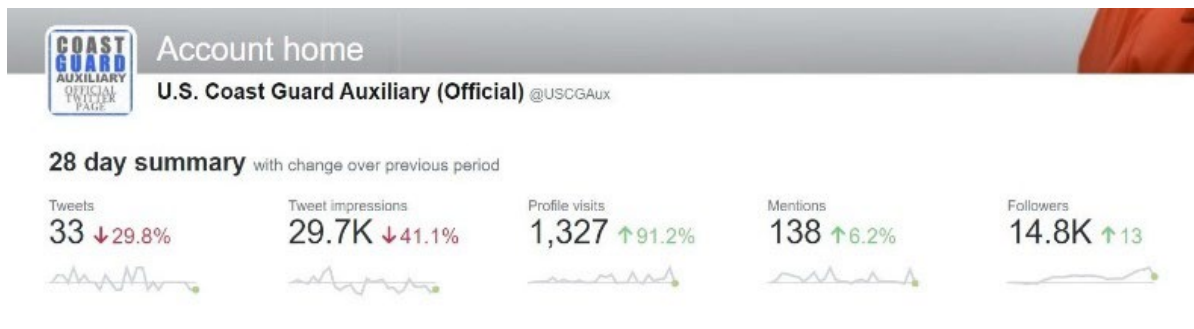 COAST
GUARD
AUXILIARY
OFFICIAL
TWITTER
PAGE
Account home
U.S. Coast Guard Auxiliary (Official) @USCGAux
28 day summary with change over previous period
Tweets
33 ↓29.8%
Tweet impressions
29.7K ↓41.1%
Profile visits
1,327 ↑91.2%
Mentions
138 ↑6.2%
Followers
14.8K ↑13